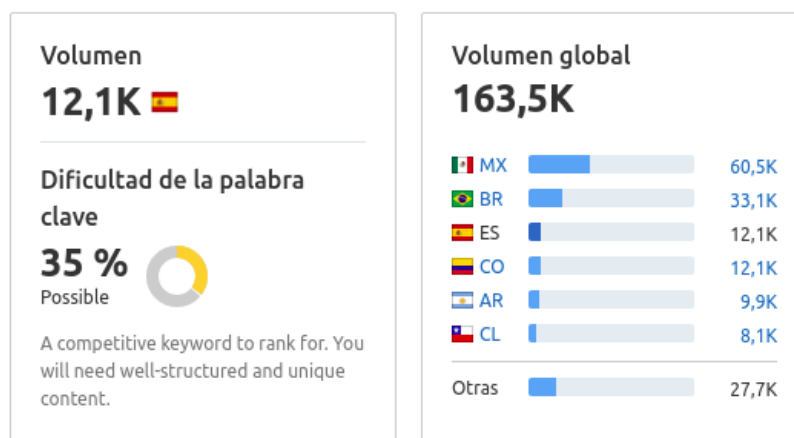 Volumen
12,1K
Dificultad de la palabra
clave
35 %
Possible
A competitive keyword to rank for. You
will need well-structured and unique
content.
Volumen global
163,5K
MX 60,5K
BR 33,1K
ES 12,1K
CO 12,1K
AR 9,9K
CL 8,1K
Otras 27,7K